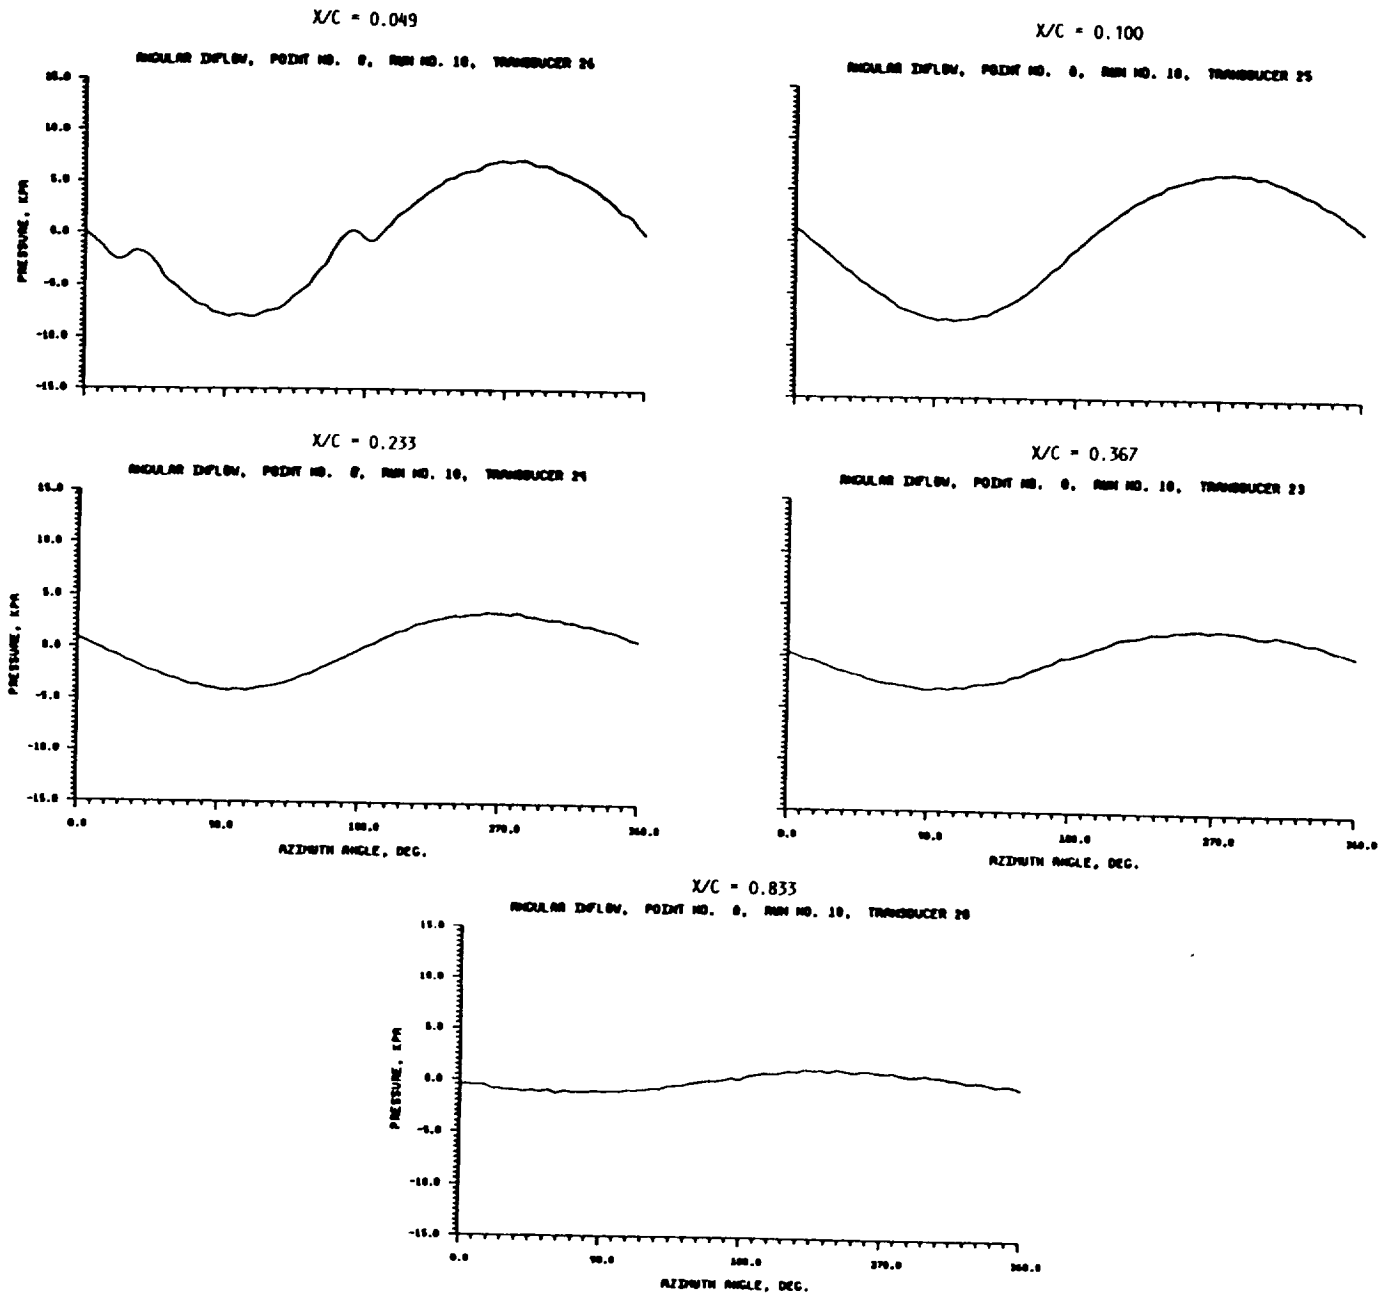 X/C = 0.049
ANGULAR INFLOW, POINT NO. 8, RUN NO. 10, TRANSDUCER 26
15.0
10.0
5.0
0.0
-5.0
-10.0
-15.0
PRESSURE, KPA
X/C = 0.100
ANGULAR INFLOW, POINT NO. 8, RUN NO. 10, TRANSDUCER 25
X/C = 0.233
ANGULAR INFLOW, POINT NO. 8, RUN NO. 10, TRANSDUCER 24
15.0
10.0
5.0
0.0
-5.0
-10.0
-15.0
PRESSURE, KPA
0.0 90.0 180.0 270.0 360.0
AZIMUTH ANGLE, DEG.
X/C = 0.367
ANGULAR INFLOW, POINT NO. 8, RUN NO. 10, TRANSDUCER 23
0.0 90.0 180.0 270.0 360.0
AZIMUTH ANGLE, DEG.
X/C = 0.833
ANGULAR INFLOW, POINT NO. 8, RUN NO. 10, TRANSDUCER 20
15.0
10.0
5.0
0.0
-5.0
-10.0
-15.0
PRESSURE, KPA
0.0 90.0 180.0 270.0 360.0
AZIMUTH ANGLE, DEG.